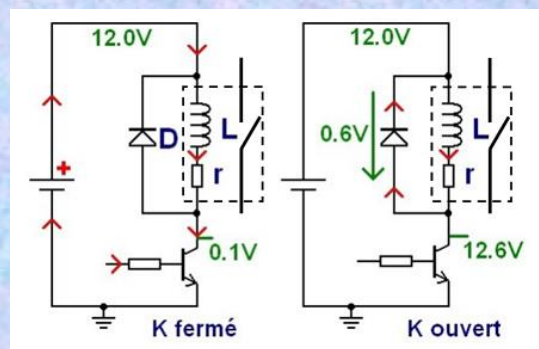 12.0V
D
L
r
+
0.1V
K fermé
12.0V
0.6V
L
r
12.6V
K ouvert